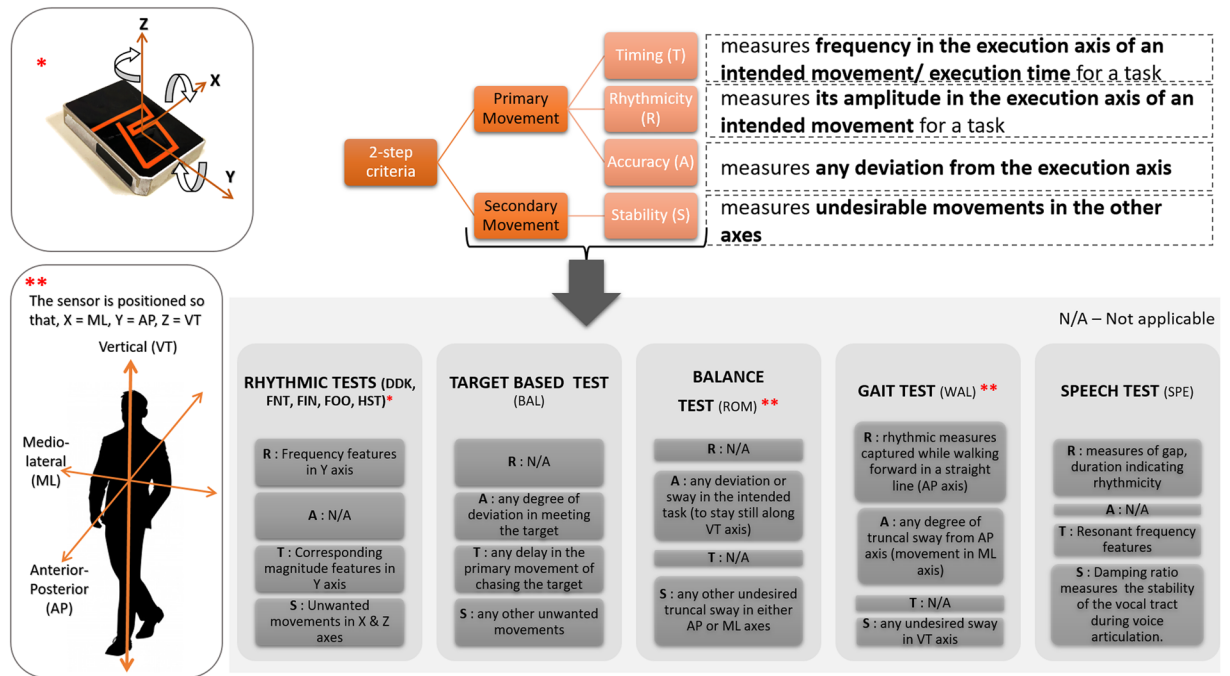 *
Z
X
Y
2-step
criteria
Primary
Movement
Secondary
Movement
Timing (T)
Rhythmicity
(R)
Accuracy (A)
Stability (S)
measures frequency in the execution axis of an
intended movement/ execution time for a task
measures its amplitude in the execution axis of an
intended movement for a task
measures any deviation from the execution axis
measures undesirable movements in the other
axes
**
The sensor is positioned so
that, X = ML, Y = AP, Z = VT
Vertical (VT)
Medio-
lateral
(ML)
Anterior-
Posterior
(AP)
N/A – Not applicable
RHYTHMIC TESTS (DDK,
FNT, FIN, FOO, HST)*
R : Frequency features
in Y axis
A : N/A
T : Corresponding
magnitude features in
Y axis
S : Unwanted
movements in X & Z
axes
TARGET BASED TEST
(BAL)
R : N/A
A : any degree of
deviation in meeting
the target
T : any delay in the
primary movement of
chasing the target
S : any other unwanted
movements
BALANCE
TEST (ROM) **
R : N/A
A : any deviation or
sway in the intended
task (to stay still along
VT axis)
T : N/A
S : any other undesired
truncal sway in either
AP or ML axes
GAIT TEST (WAL) **
R : rhythmic measures
captured while walking
forward in a straight
line (AP axis)
A : any degree of
truncal sway from AP
axis (movement in ML
axis)
T : N/A
S : any undesired sway
in VT axis
SPEECH TEST (SPE)
R : measures of gap,
duration indicating
rhythmicity
A : N/A
T : Resonant frequency
features
S : Damping ratio
measures the stability
of the vocal tract
during voice
articulation.